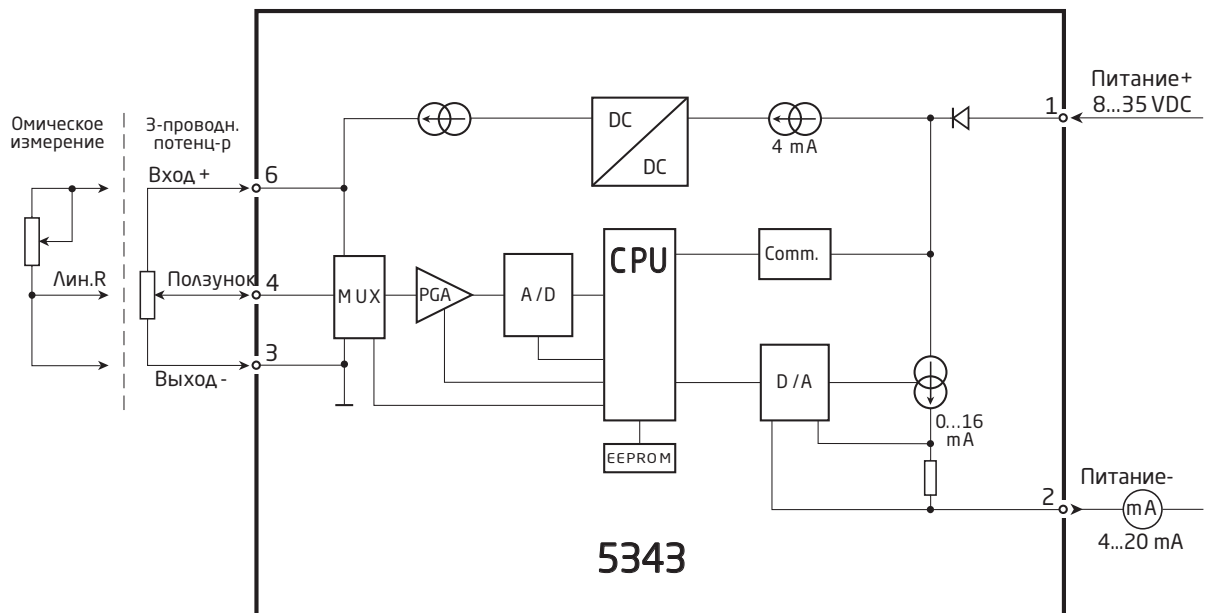 Омическое
измерение
3-проводн.
потенц-р
Вход +
6
Лин.R
Ползунок
4
3
Выход -
MUX
PGA
A/D
CPU
EEPROM
DC
DC
4 mA
Comm.
D/A
0...16
mA
1
Питание+
8...35 VDC
2
Питание-
mA
4...20 mA
5343